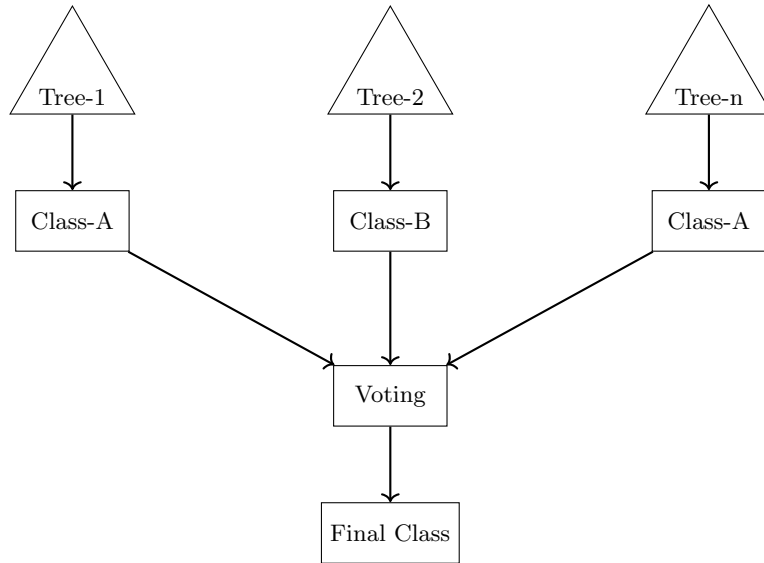 Tree-1
Tree-2
Tree-n
Class-A
Class-B
Class-A
Voting
Final Class